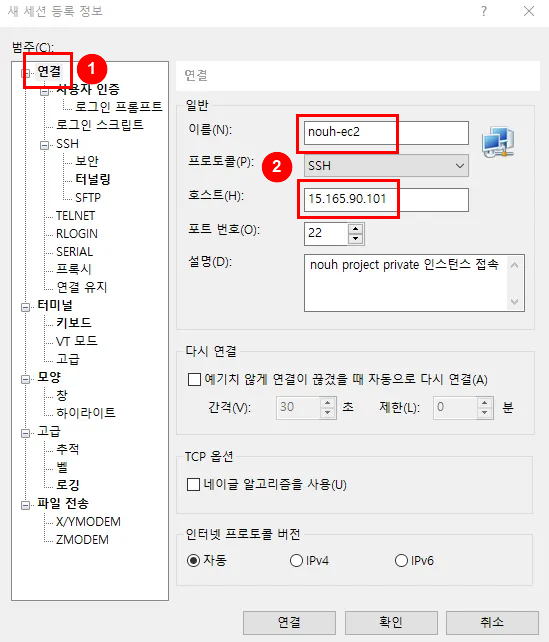 새 세션 등록 정보
?
범주(C):
연결
1
사용자 인증
로그인 프롬프트
로그인 스크립트
SSH
보안
터널링
SFTP
TELNET
RLOGIN
SERIAL
프록시
연결 유지
터미널
키보드
VT 모드
고급
모양
창
하이라이트
고급
추적
벨
로깅
파일 전송
X/YMODEM
ZMODEM
연결
일반
이름(N):
nouh-ec2
프로토콜(P):
2
SSH
호스트(H):
15.165.90.101
포트 번호(O):
22
설명(D):
nouh project private 인스턴스 접속
다시 연결
예기치 않게 연결이 끊겼을 때 자동으로 다시 연결(A)
간격(V):
30
초
제한(L):
0
분
TCP 옵션
네이글 알고리즘을 사용(U)
인터넷 프로토콜 버전
자동
IPv4
IPv6
연결
확인
취소